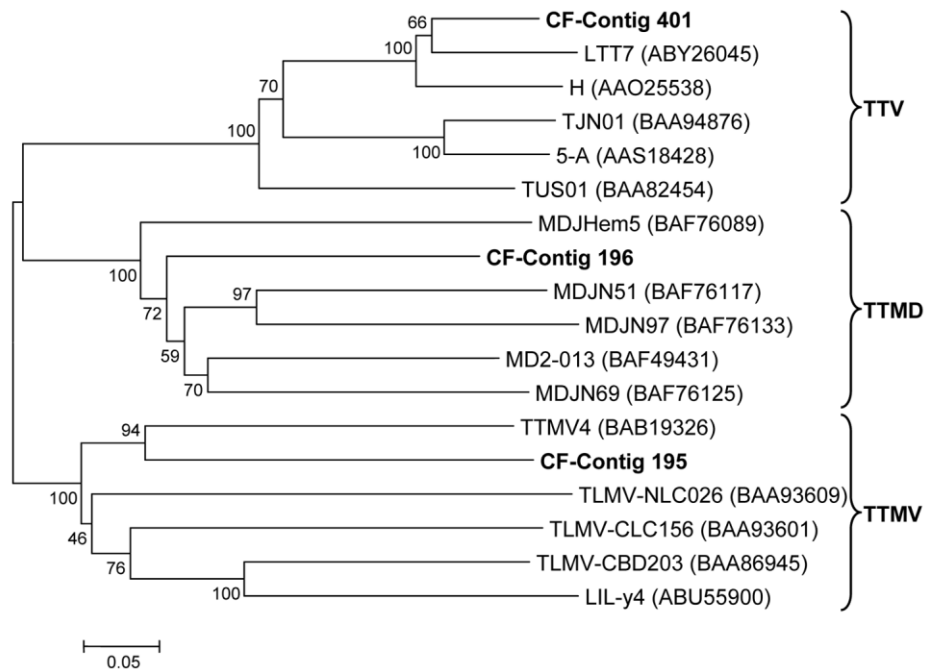 66
CF-Contig 401
100
LTT7 (ABY26045)
70
H (AAO25538)
TTV
100
TJN01 (BAA94876)
100
5-A (AAS18428)
TUS01 (BAA82454)
MDJHem5 (BAF76089)
100
CF-Contig 196
97
MDJN51 (BAF76117)
72
MDJN97 (BAF76133)
TTMD
59
MD2-013 (BAF49431)
70
MDJN69 (BAF76125)
94
TTMV4 (BAB19326)
CF-Contig 195
100
TLMV-NLC026 (BAA93609)
TTMV
46
TLMV-CLC156 (BAA93601)
76
TLMV-CBD203 (BAA86945)
100
LIL-y4 (ABU55900)
0.05